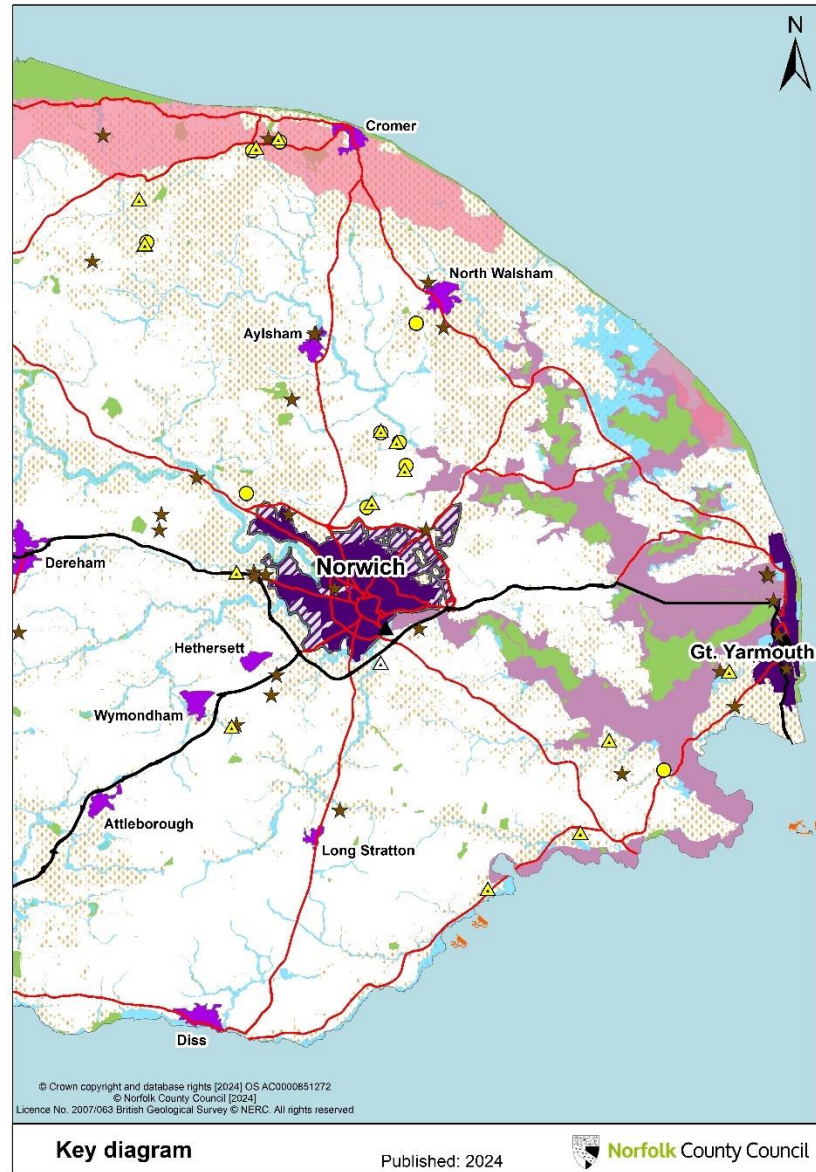 N
Cromer
North Walsham
Aylsham
Norwich
Dereham
Hethersett
Gt. Yarmouth
Wymondham
Attleborough
Long Stratton
Diss
© Crown copyright and database rights [2024] OS AC0000851272
© Norfolk County Council [2024]
Licence No. 2007/063 British Geological Survey © NERC. All rights reserved
Key diagram
Published: 2024
Norfolk County Council